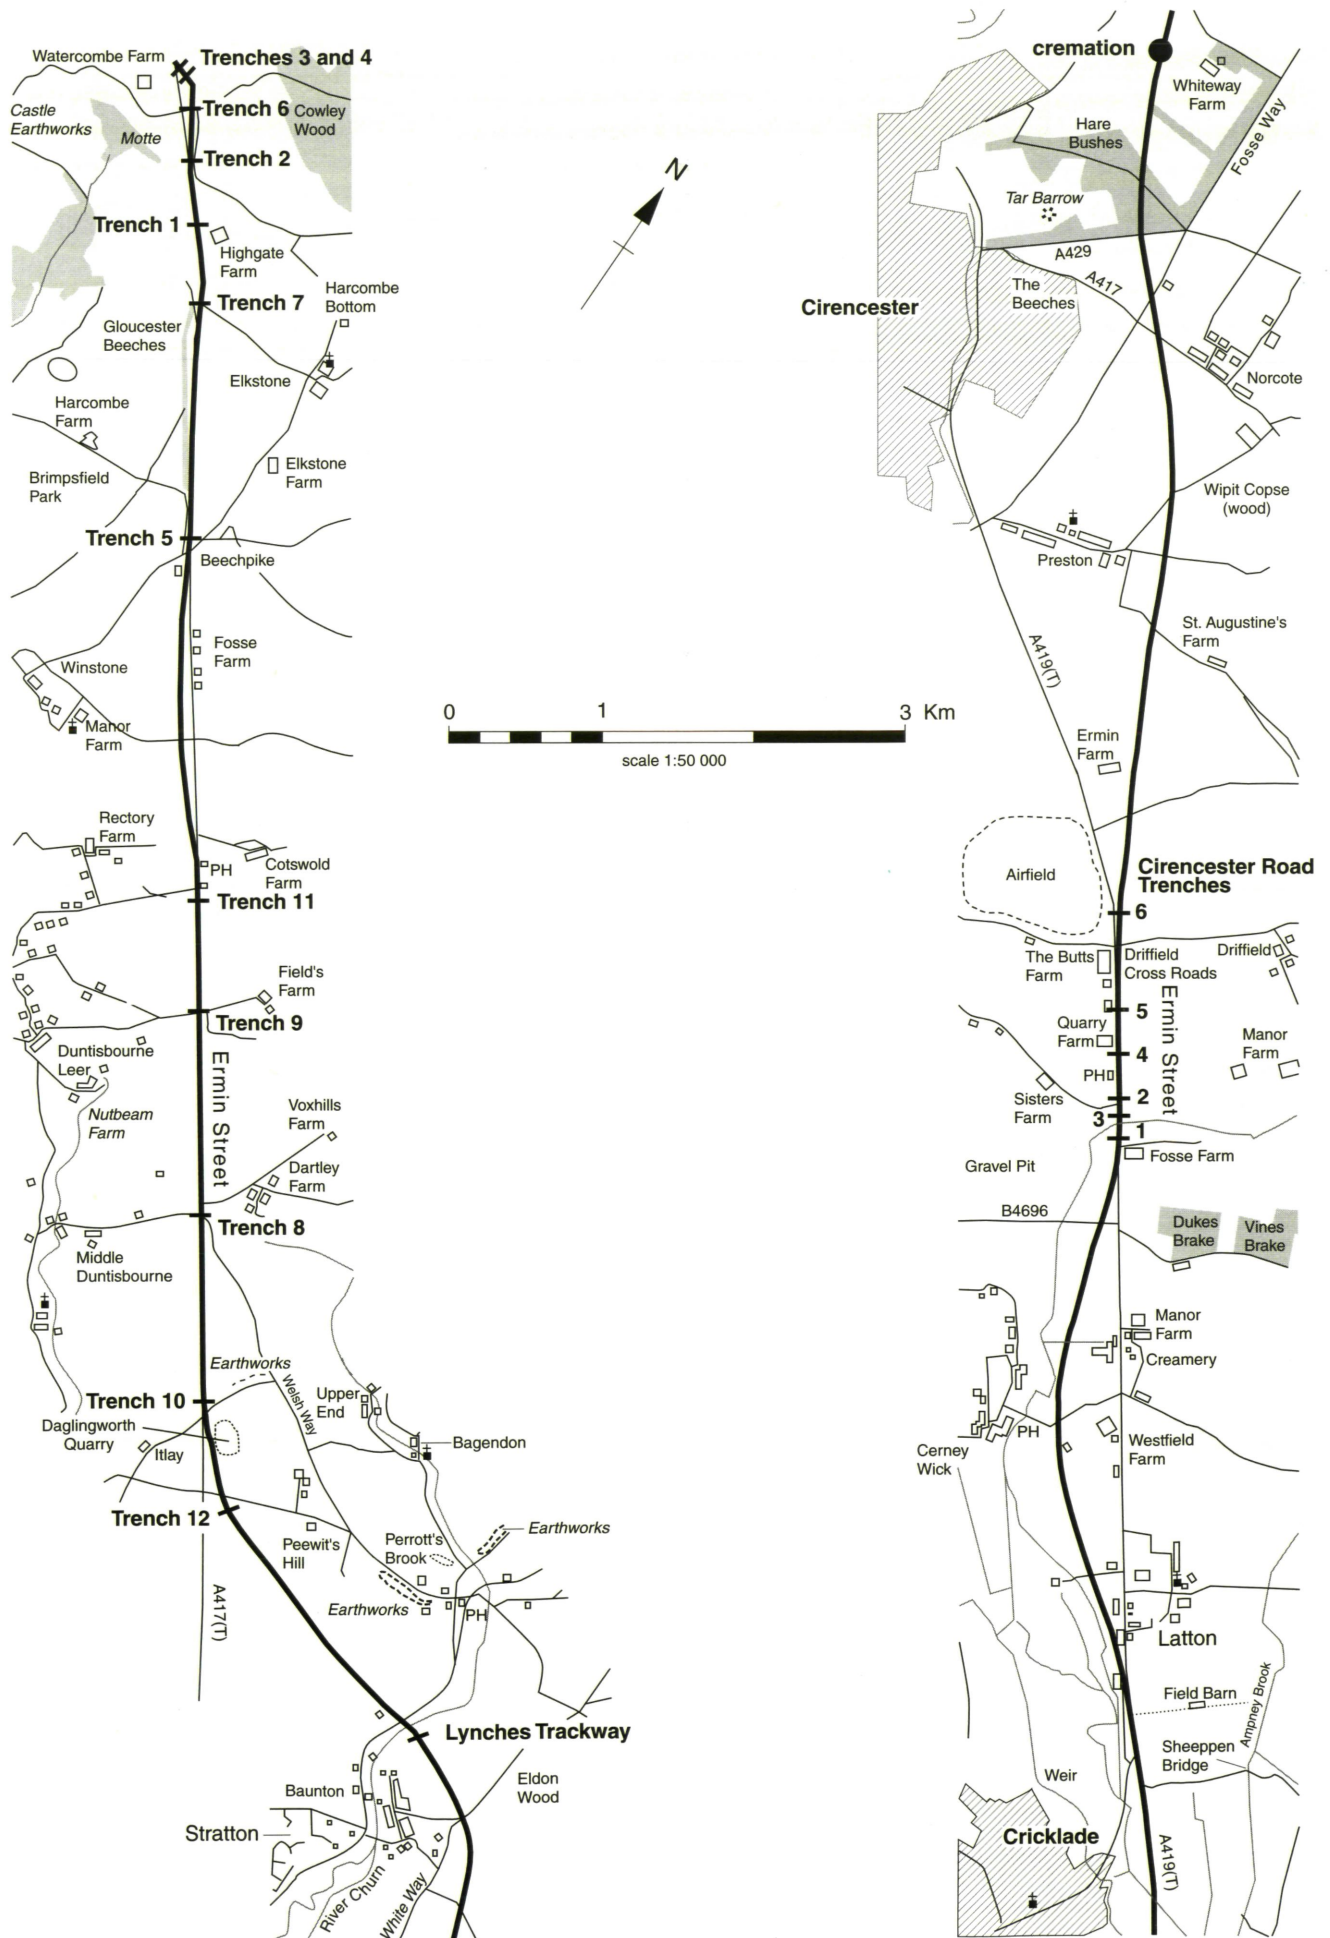 Watercombe Farm
Trenches 3 and 4
Castle
Earthworks
Motte
Trench 6
Cowley
Wood
Trench 2
Trench 1
Highgate
Farm
Harcombe
Bottom
Trench 7
Gloucester
Beeches
Elkstone
Harcombe
Farm
Elkstone
Farm
Brimpsfield
Park
Trench 5
Beechpike
Fosse
Farm
Winstone
Manor
Farm
Rectory
Farm
PH
Cotswold
Farm
Trench 11
Field's
Farm
Trench 9
Duntisbourne
Leer
Ermin Street
Nutbeam
Farm
Voxhills
Farm
Dartley
Farm
Trench 8
Middle
Duntisbourne
Earthworks
Welsh Way
Upper
End
Trench 10
Daglingworth
Quarry
Itlay
Bagendon
Trench 12
Peewit's
Hill
Perrott's
Brook
Earthworks
Earthworks
PH
A417(T)
Lynches Trackway
Eldon
Wood
Baunton
Stratton
River Churn
White Way
N
0 1 3 Km
scale 1:50 000
cremation
Whiteway
Farm
Hare
Bushes
Fosse Way
Tar Barrow
A429
A417
The
Beeches
Cirencester
Norcote
Wipit Copse
(wood)
Preston
St. Augustine's
Farm
A419(T)
Ermin
Farm
Airfield
Cirencester Road
Trenches
6
The Butts
Farm
Driffield
Cross Roads
Driffield
5
Ermin Street
Quarry
Farm
4
Manor
Farm
PH
2
Sisters
Farm
3
1
Fosse Farm
Gravel Pit
B4696
Dukes
Brake
Vines
Brake
Manor
Farm
Creamery
PH
Cerney
Wick
Westfield
Farm
Latton
Field Barn
Ampney Brook
Sheeppen
Bridge
Weir
Cricklade
A419(T)